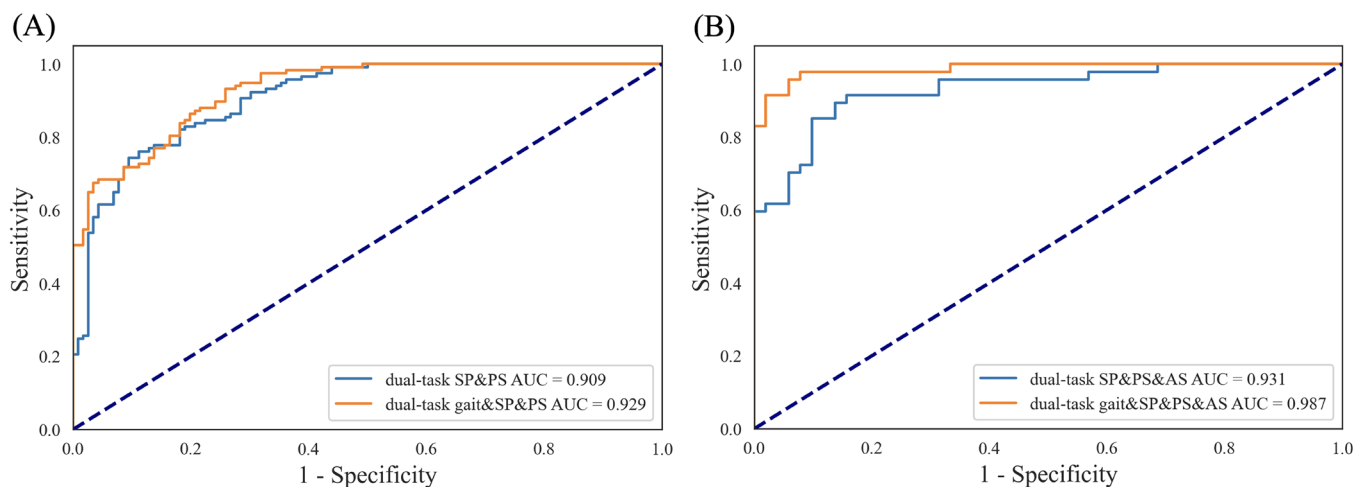 (A)
Sensitivity
1.0
0.8
0.6
0.4
0.2
0.0
0.0 0.2 0.4 0.6 0.8 1.0
1 - Specificity
dual-task SP&PS AUC = 0.909
dual-task gait&SP&PS AUC = 0.929
(B)
Sensitivity
1.0
0.8
0.6
0.4
0.2
0.0
0.0 0.2 0.4 0.6 0.8 1.0
1 - Specificity
dual-task SP&PS&AS AUC = 0.931
dual-task gait&SP&PS&AS AUC = 0.987